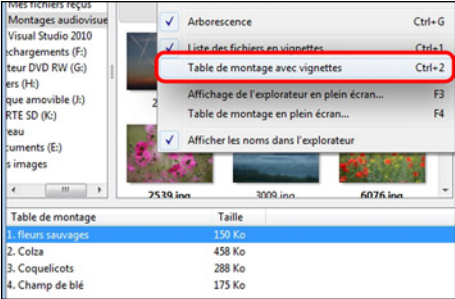 Mes fichiers reçus
Montages audiovisue
Visual Studio 2010
chargements (F:)
teur DVD RW (G:)
ers (H:)
que amovible (J:)
RTE SD (K:)
eau
cuments (E:)
s images
Arborescence Ctrl+G
Liste des fichiers en vignettes Ctrl+1
Table de montage avec vignettes Ctrl+2
Affichage de l'explorateur en plein écran... F3
Table de montage en plein écran... F4
Afficher les noms dans l'explorateur
2
2539.jpg 3009.jpg 6076.jpg
Table de montage Taille
1. fleurs sauvages 150 Ko
2. Colza 458 Ko
3. Coquelicots 288 Ko
4. Champ de blé 175 Ko